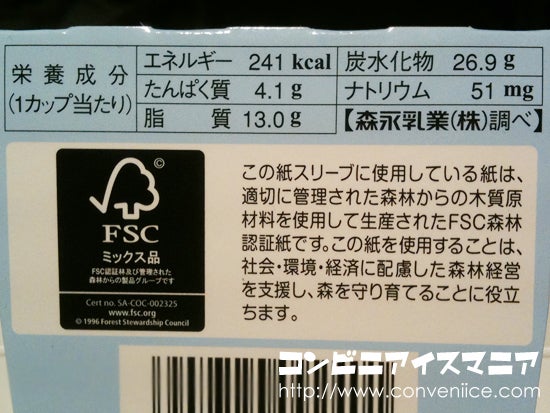 栄養成分
(1カップ当たり)
エネルギー 241 kcal 炭水化物 26.9 g
たんぱく質 4.1 g ナトリウム 51 mg
脂 質 13.0 g 【森永乳業(株)調べ】
©
FSC
ミックス品
FSC認証林及び管理された
森林からの製品グループです
Cert no. SA-COC-002325
www.fsc.org
© 1996 Forest Stewardship Council
この紙スリーブに使用している紙は、
適切に管理された森林からの木質原
材料を使用して生産されたFSC森林
認証紙です。この紙を使用することは、
社会・環境・経済に配慮した森林経営
を支援し、森を守り育てることに役立
ちます。
コンビニアイスマニア
http://www.conveniice.com/